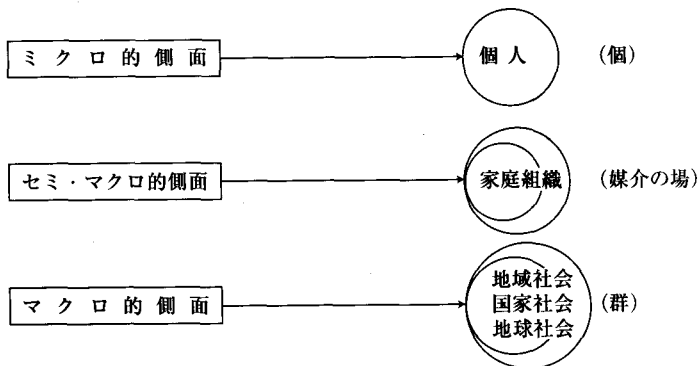 ミクロ的側面 個人 (個)
セミ・マクロ的側面 家庭組織 (媒介の場)
地域社会
マクロ的側面 国家社会 (群)
地球社会